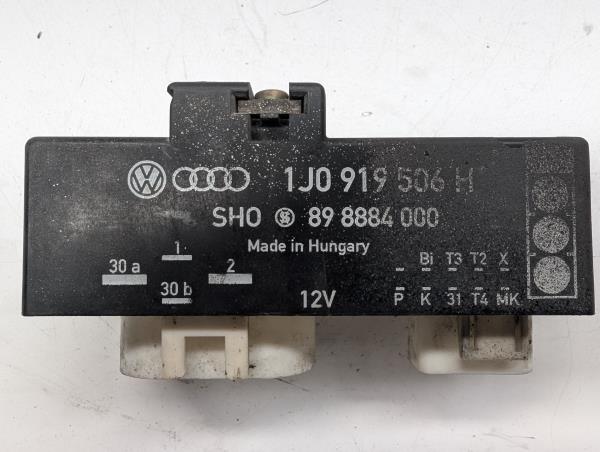 1J0 919 506 H
SHO 89 8884 000
Made in Hungary
1
30 a 2
30 b
12V
Bi T3 T2 X
P K 31 T4 MK